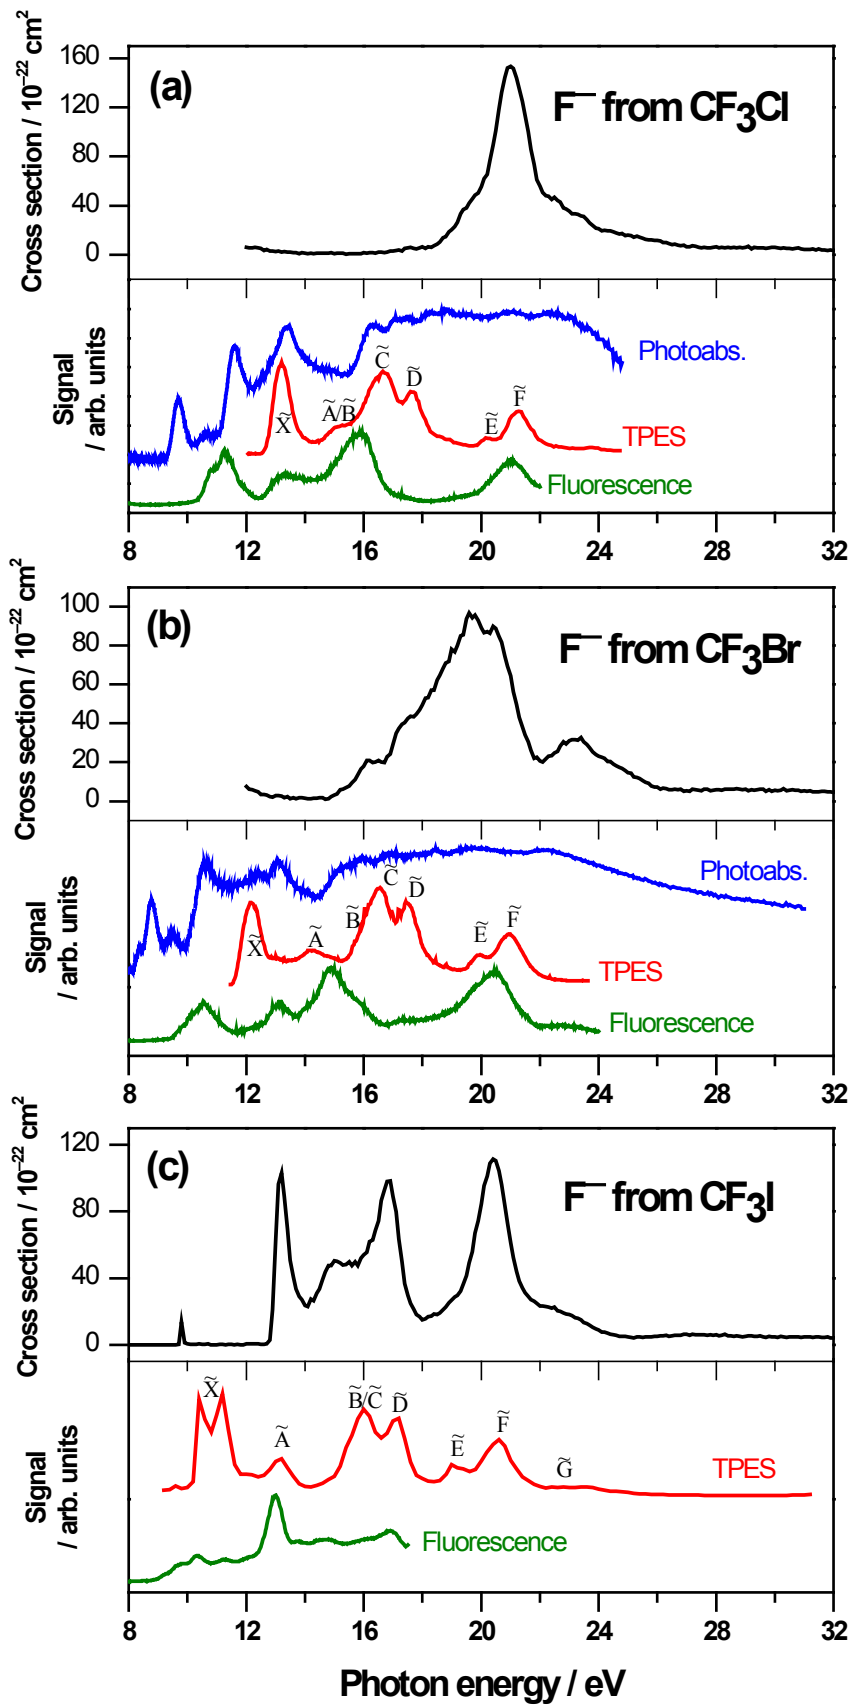 (a)
F⁻ from CF₃Cl
Cross section / 10⁻²² cm²
160
120
80
40
0
Signal
/ arb. units
Photoabs.
TPES
Fluorescence
X̃
Ã/B̃
C̃
D̃
Ẽ
F̃
8 12 16 20 24 28 32
(b)
F⁻ from CF₃Br
Cross section / 10⁻²² cm²
100
80
60
40
20
0
Signal
/ arb. units
Photoabs.
TPES
Fluorescence
X̃
Ã
B̃
C̃
D̃
Ẽ
F̃
8 12 16 20 24 28 32
(c)
F⁻ from CF₃I
Cross section / 10⁻²² cm²
120
80
40
0
Signal
/ arb. units
TPES
Fluorescence
X̃
Ã
B̃/C̃
D̃
Ẽ
F̃
G̃
8 12 16 20 24 28 32
Photon energy / eV